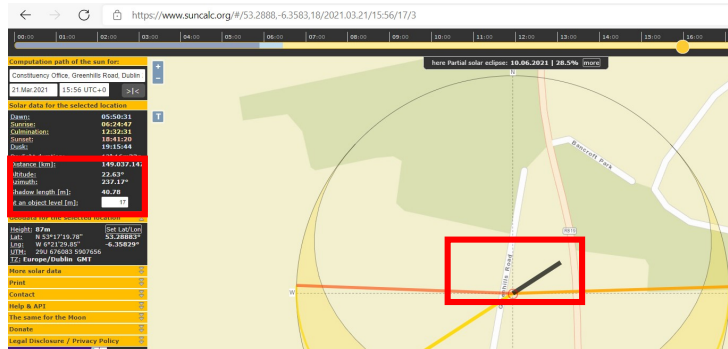 https://www.suncalc.org/#/53.2888,-6.3583,18/2021.03.21/15:56/17/3
00:00 01:00 02:00 03:00 04:00 05:00 06:00 07:00 08:00 09:00 10:00 11:00 12:00 13:00 14:00 15:00 16:00
Computation path of the sun for:
Constituency Office, Greenhills Road, Dublin
21.Mar.2021 15:56 UTC+0 >|<
Solar data for the selected location
Dawn: 05:50:31
Sunrise: 06:24:47
Culmination: 12:32:31
Sunset: 18:41:20
Dusk: 19:15:44
Distance [km]: 149.037.142
Altitude: 22.63°
Azimuth: 237.17°
Shadow length [m]: 40.78
at an object level [m]: 17
Geodata for the selected location
Height: 87m Set Lat/Lon
Lat: N 53°17'19.78" 53.28883°
Lng: W 6°21'29.85" -6.35829°
UTM: 29U 676083 5907656
TZ: Europe/Dublin GMT
More solar data
Print
Contact
Help & API
The same for the Moon
Donate
Legal Disclosure / Privacy Policy
+
-
T
here Partial solar eclipse: 10.06.2021 | 28.5% more
N
Bancroft Park
R819
Greenhills Road
W